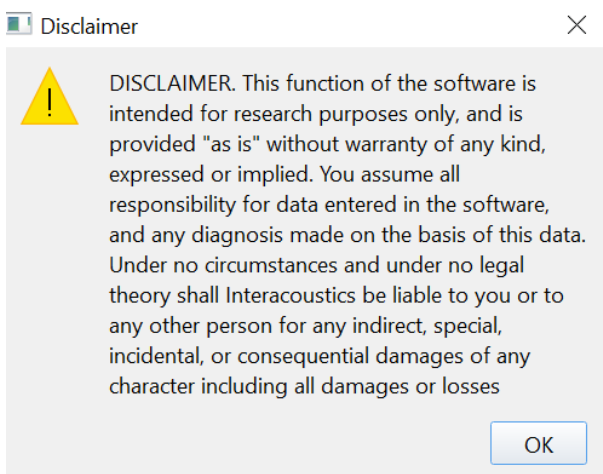 Disclaimer
DISCLAIMER. This function of the software is
intended for research purposes only, and is
provided "as is" without warranty of any kind,
expressed or implied. You assume all
responsibility for data entered in the software,
and any diagnosis made on the basis of this data.
Under no circumstances and under no legal
theory shall Interacoustics be liable to you or to
any other person for any indirect, special,
incidental, or consequential damages of any
character including all damages or losses
OK